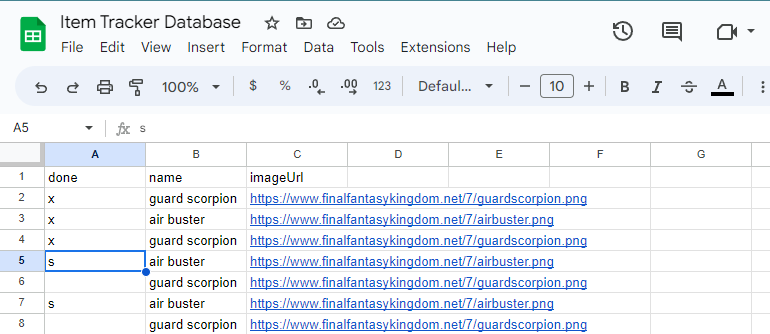 Item Tracker Database
File Edit View Insert Format Data Tools Extensions Help
100% $ % .0 .00 123 Defaul... 10 B I S A
A5 fx s
A B C D E F G
1 done name imageUrl
2 x guard scorpion https://www.finalfantasykingdom.net/7/guardscorpion.png
3 x air buster https://www.finalfantasykingdom.net/7/airbuster.png
4 x guard scorpion https://www.finalfantasykingdom.net/7/guardscorpion.png
5 s air buster https://www.finalfantasykingdom.net/7/airbuster.png
6 guard scorpion https://www.finalfantasykingdom.net/7/guardscorpion.png
7 s air buster https://www.finalfantasykingdom.net/7/airbuster.png
8 guard scorpion https://www.finalfantasykingdom.net/7/guardscorpion.png